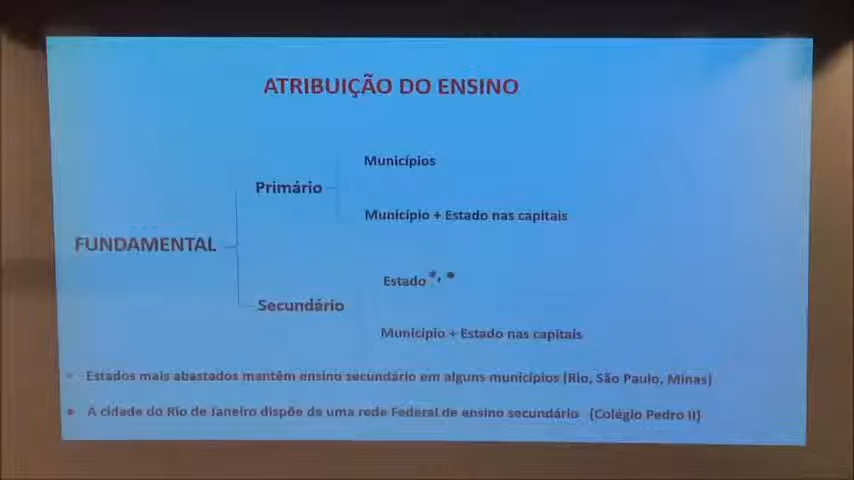 ATRIBUIÇÃO DO ENSINO
Municípios
Primário
Município + Estado nas capitais
FUNDAMENTAL
Estado *, *
Secundário
Município + Estado nas capitais
* Estados mais abastados mantêm ensino secundário em alguns municípios (Rio, São Paulo, Minas)
* A cidade do Rio de Janeiro dispõe de uma rede Federal de ensino secundário (Colégio Pedro II)